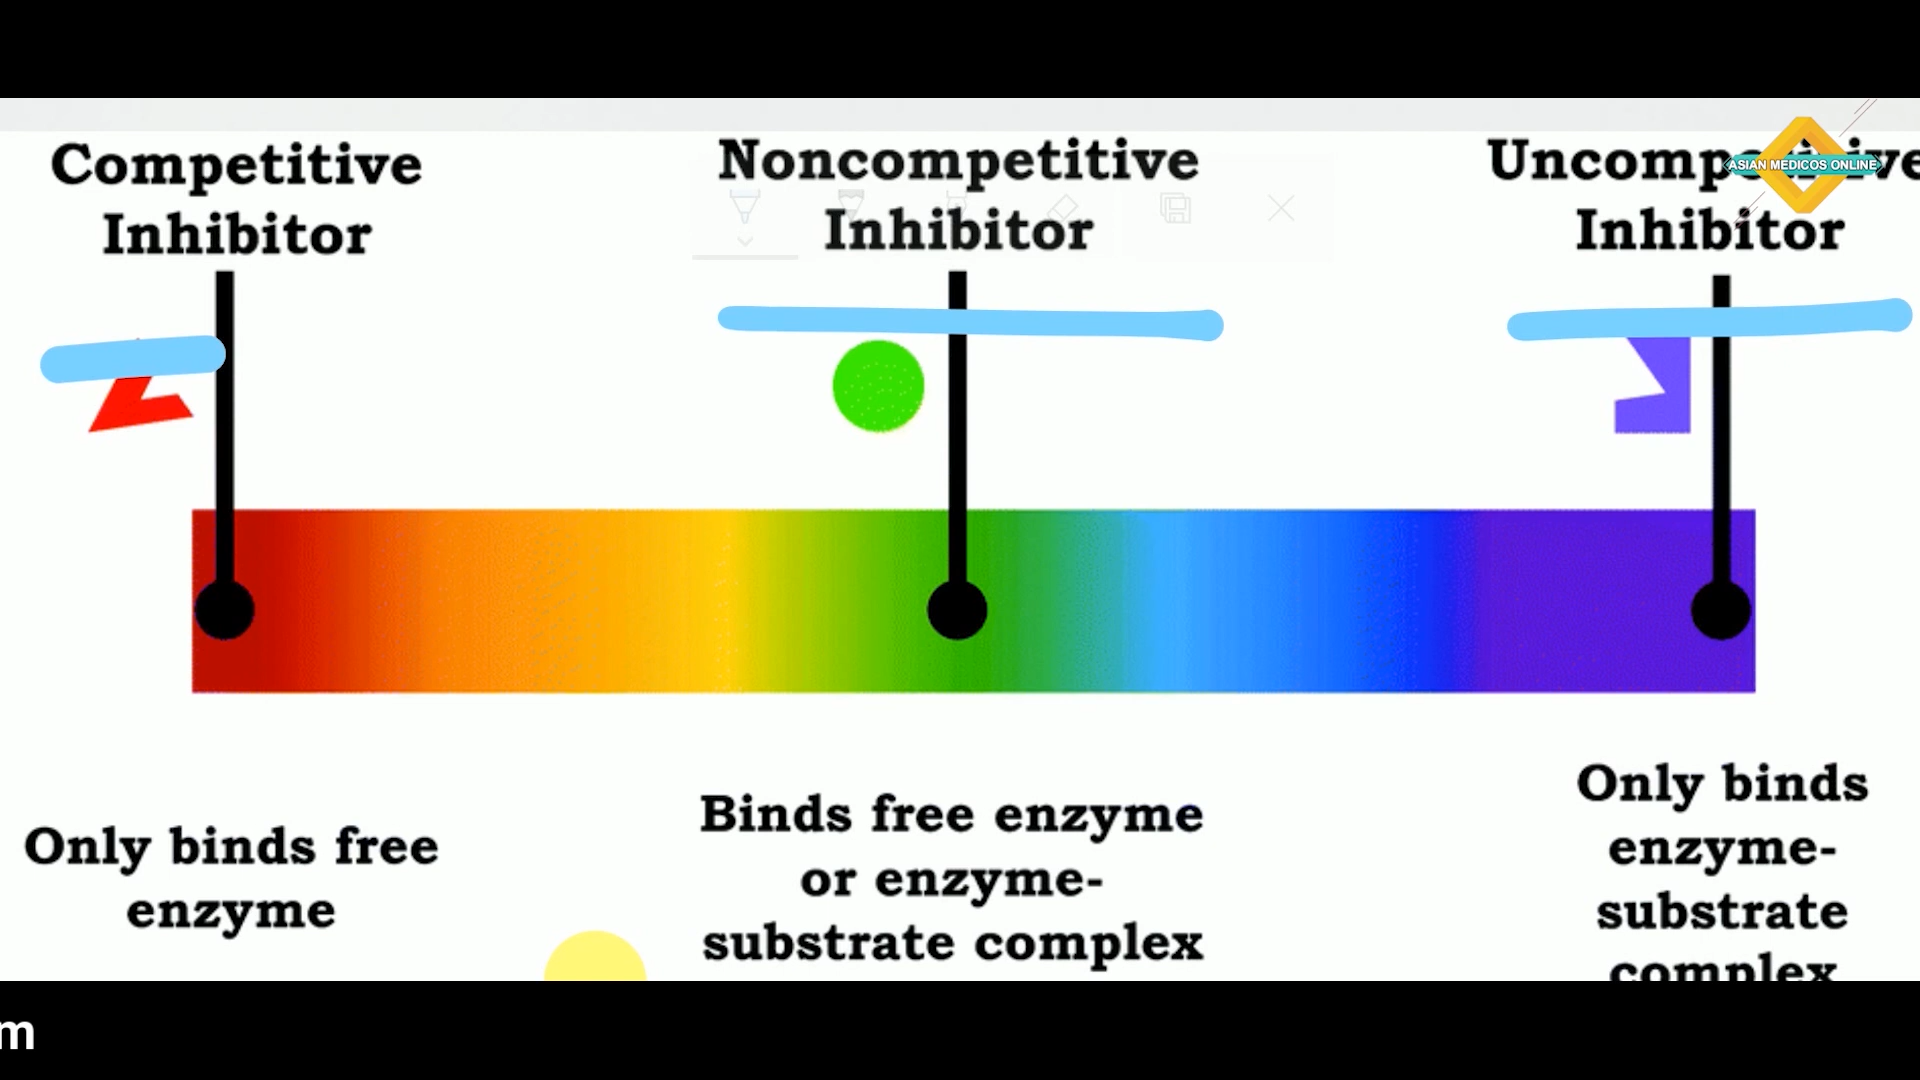 Competitive
Inhibitor
Noncompetitive
Inhibitor
Inhibitor
ASIAN MEDICOS ONLINE
Only binds free
enzyme
Binds free enzyme
or enzyme-
substrate complex
Only binds
enzyme-
substrate
complex
m